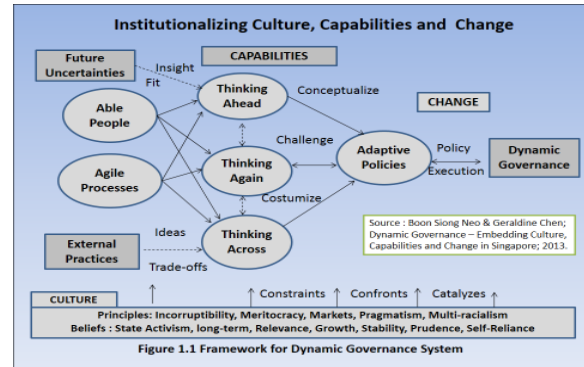 Institutionalizing Culture, Capabilities and Change
Future
Uncertainties
Insight
Fit
CAPABILITIES
Thinking
Ahead
Conceptualize
CHANGE
Able
People
Challenge
Adaptive
Policies
Policy
Execution
Dynamic
Governance
Agile
Processes
Thinking
Again
Costumize
External
Practices
Ideas
Trade-offs
Thinking
Across
Source : Boon Siong Neo & Geraldine Chen;
Dynamic Governance – Embedding Culture,
Capabilities and Change in Singapore; 2013.
CULTURE
Constraints
Confronts
Catalyzes
Principles: Incorruptibility, Meritocracy, Markets, Pragmatism, Multi-racialism
Beliefs : State Activism, long-term, Relevance, Growth, Stability, Prudence, Self-Reliance
Figure 1.1 Framework for Dynamic Governance System